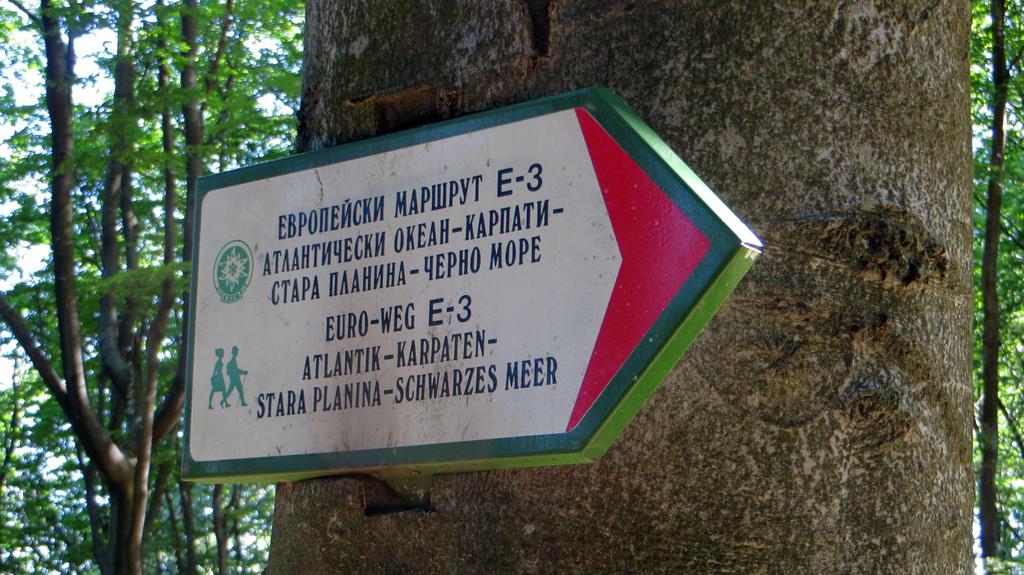 ЕВРОПЕЙСКИ МАРШРУТ Е-3
АТЛАНТИЧЕСКИ ОКЕАН-КАРПАТИ-
СТАРА ПЛАНИНА-ЧЕРНО МОРЕ
EURO-WEG E-3
ATLANTIK-KARPATEN-
STARA PLANINA-SCHWARZES MEER